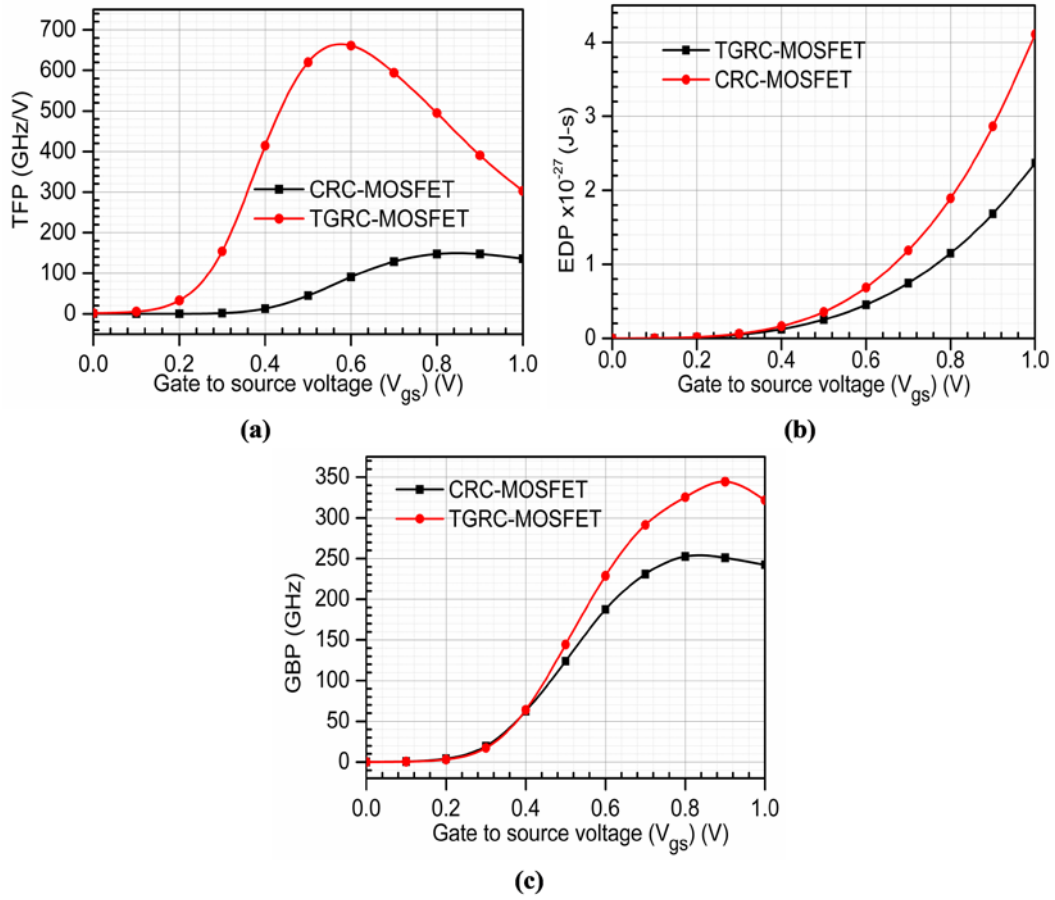 700
600
500
400
300
200
100
0
TFP (GHz/V)
CRC-MOSFET
TGRC-MOSFET
0.0 0.2 0.4 0.6 0.8 1.0
Gate to source voltage (Vgs) (V)
(a)
4
3
2
1
0
EDP x10-27 (J-s)
TGRC-MOSFET
CRC-MOSFET
0.0 0.2 0.4 0.6 0.8 1.0
Gate to source voltage (Vgs) (V)
(b)
350
300
250
200
150
100
50
0
GBP (GHz)
CRC-MOSFET
TGRC-MOSFET
0.0 0.2 0.4 0.6 0.8 1.0
Gate to source voltage (Vgs) (V)
(c)